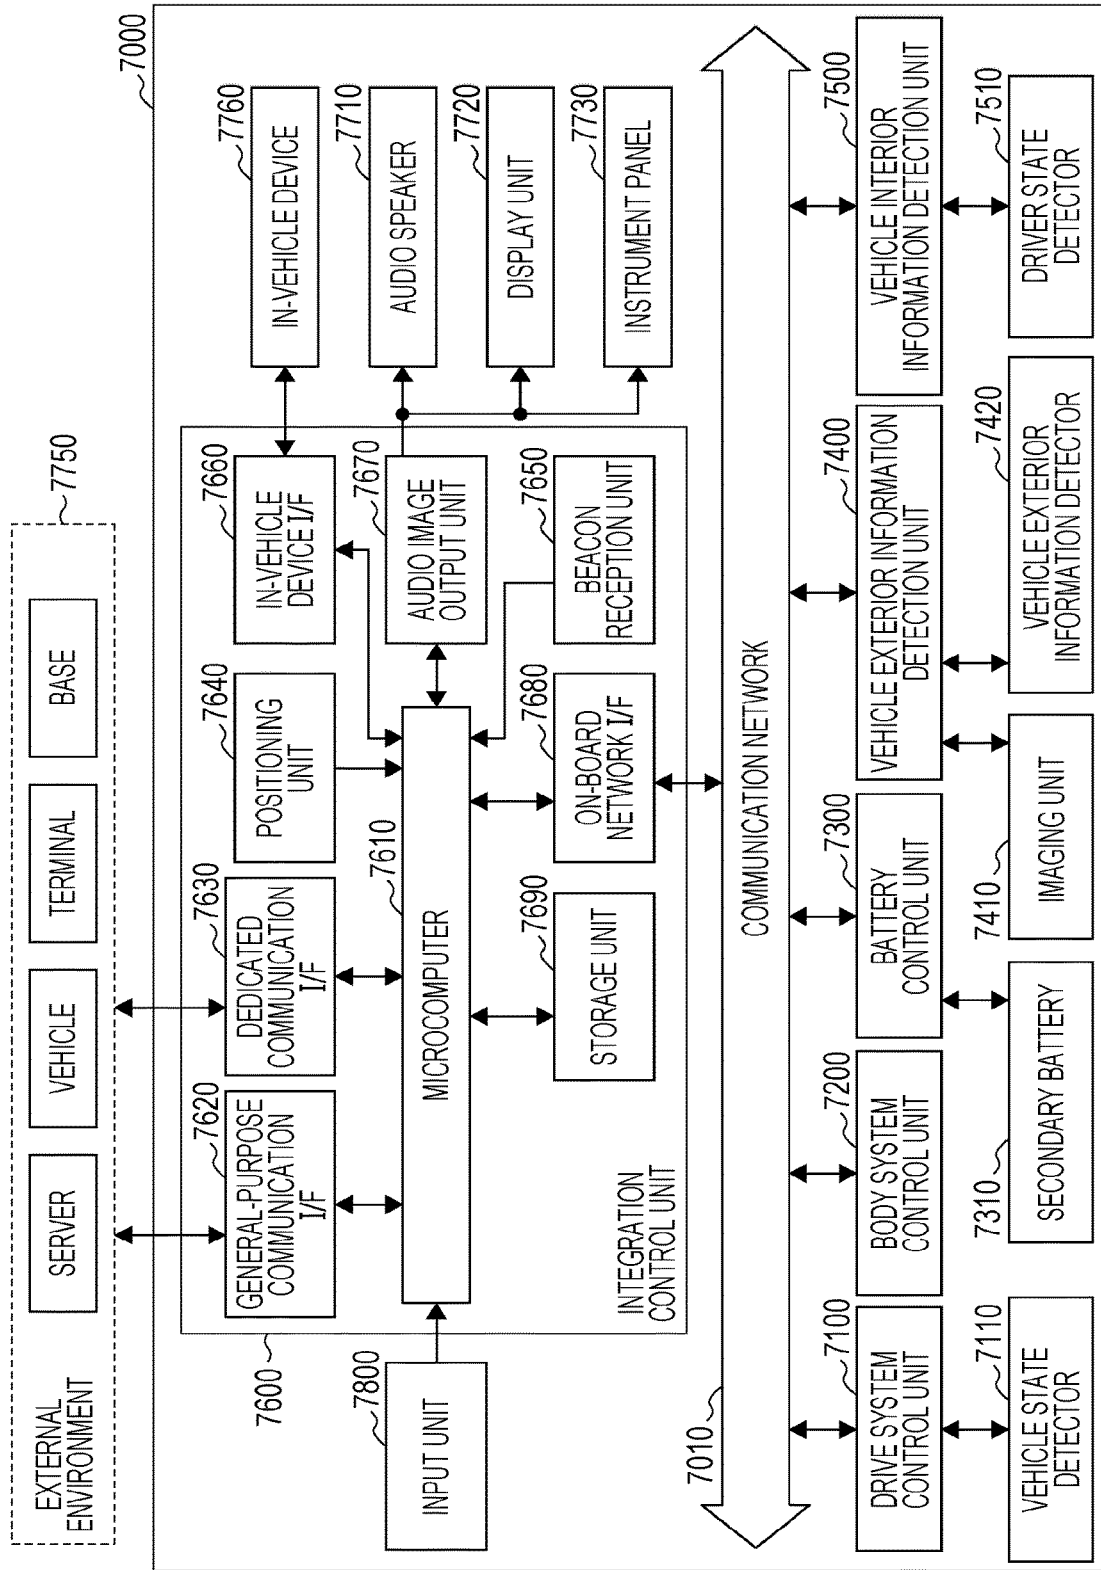 7000
EXTERNAL
ENVIRONMENT
SERVER
VEHICLE
TERMINAL
BASE
7750
7600
7620
GENERAL-PURPOSE
COMMUNICATION
I/F
7630
DEDICATED
COMMUNICATION
I/F
7640
POSITIONING
UNIT
7660
IN-VEHICLE
DEVICE I/F
7760
IN-VEHICLE DEVICE
7800
INPUT UNIT
7610
MICROCOMPUTER
7670
AUDIO IMAGE
OUTPUT UNIT
7710
AUDIO SPEAKER
7720
DISPLAY UNIT
7730
INSTRUMENT PANEL
7690
STORAGE UNIT
7680
ON-BOARD
NETWORK I/F
7650
BEACON
RECEPTION UNIT
INTEGRATION
CONTROL UNIT
7010
COMMUNICATION NETWORK
7100
DRIVE SYSTEM
CONTROL UNIT
7200
BODY SYSTEM
CONTROL UNIT
7300
BATTERY
CONTROL UNIT
7400
VEHICLE EXTERIOR INFORMATION
DETECTION UNIT
7500
VEHICLE INTERIOR
INFORMATION DETECTION UNIT
7110
VEHICLE STATE
DETECTOR
7310
SECONDARY BATTERY
7410
IMAGING UNIT
7420
VEHICLE EXTERIOR
INFORMATION DETECTOR
7510
DRIVER STATE
DETECTOR